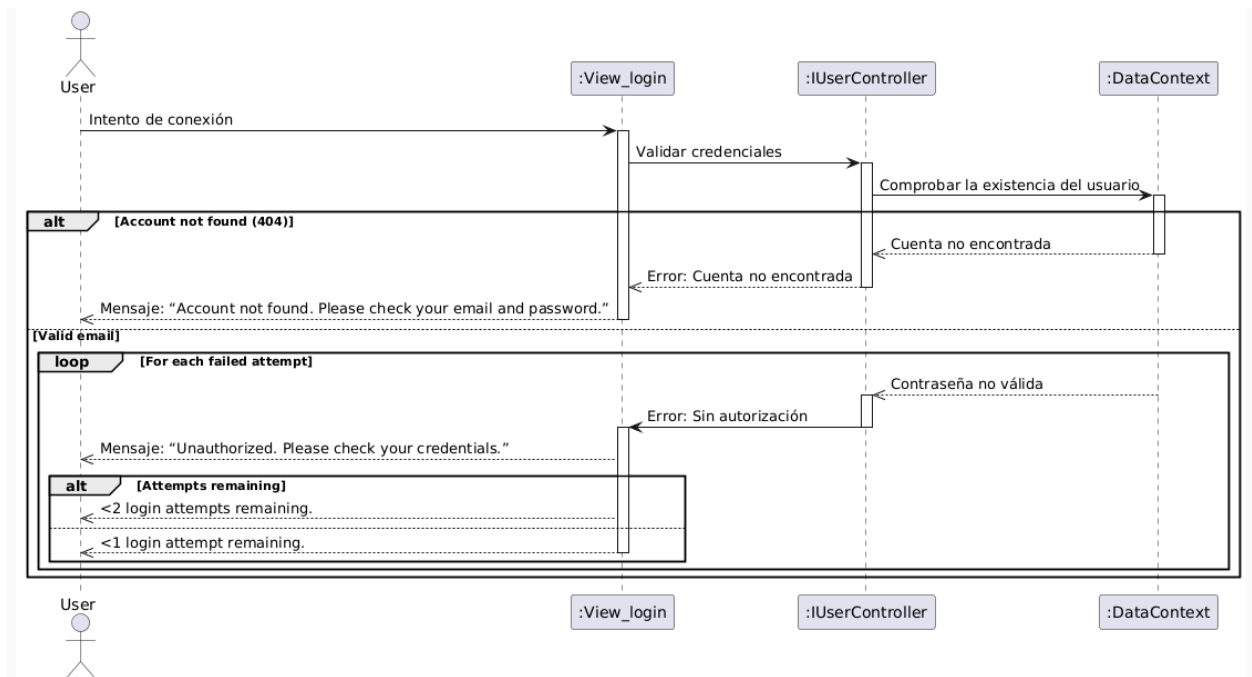 User
:View_login
:IUserController
:DataContext
Intento de conexión
Validar credenciales
Comprobar la existencia del usuario
alt
[Account not found (404)]
Cuenta no encontrada
Error: Cuenta no encontrada
Mensaje: “Account not found. Please check your email and password.”
[Valid email]
loop
[For each failed attempt]
Contraseña no válida
Error: Sin autorización
Mensaje: “Unauthorized. Please check your credentials.”
alt
[Attempts remaining]
<2 login attempts remaining.
<1 login attempt remaining.
User
:View_login
:IUserController
:DataContext